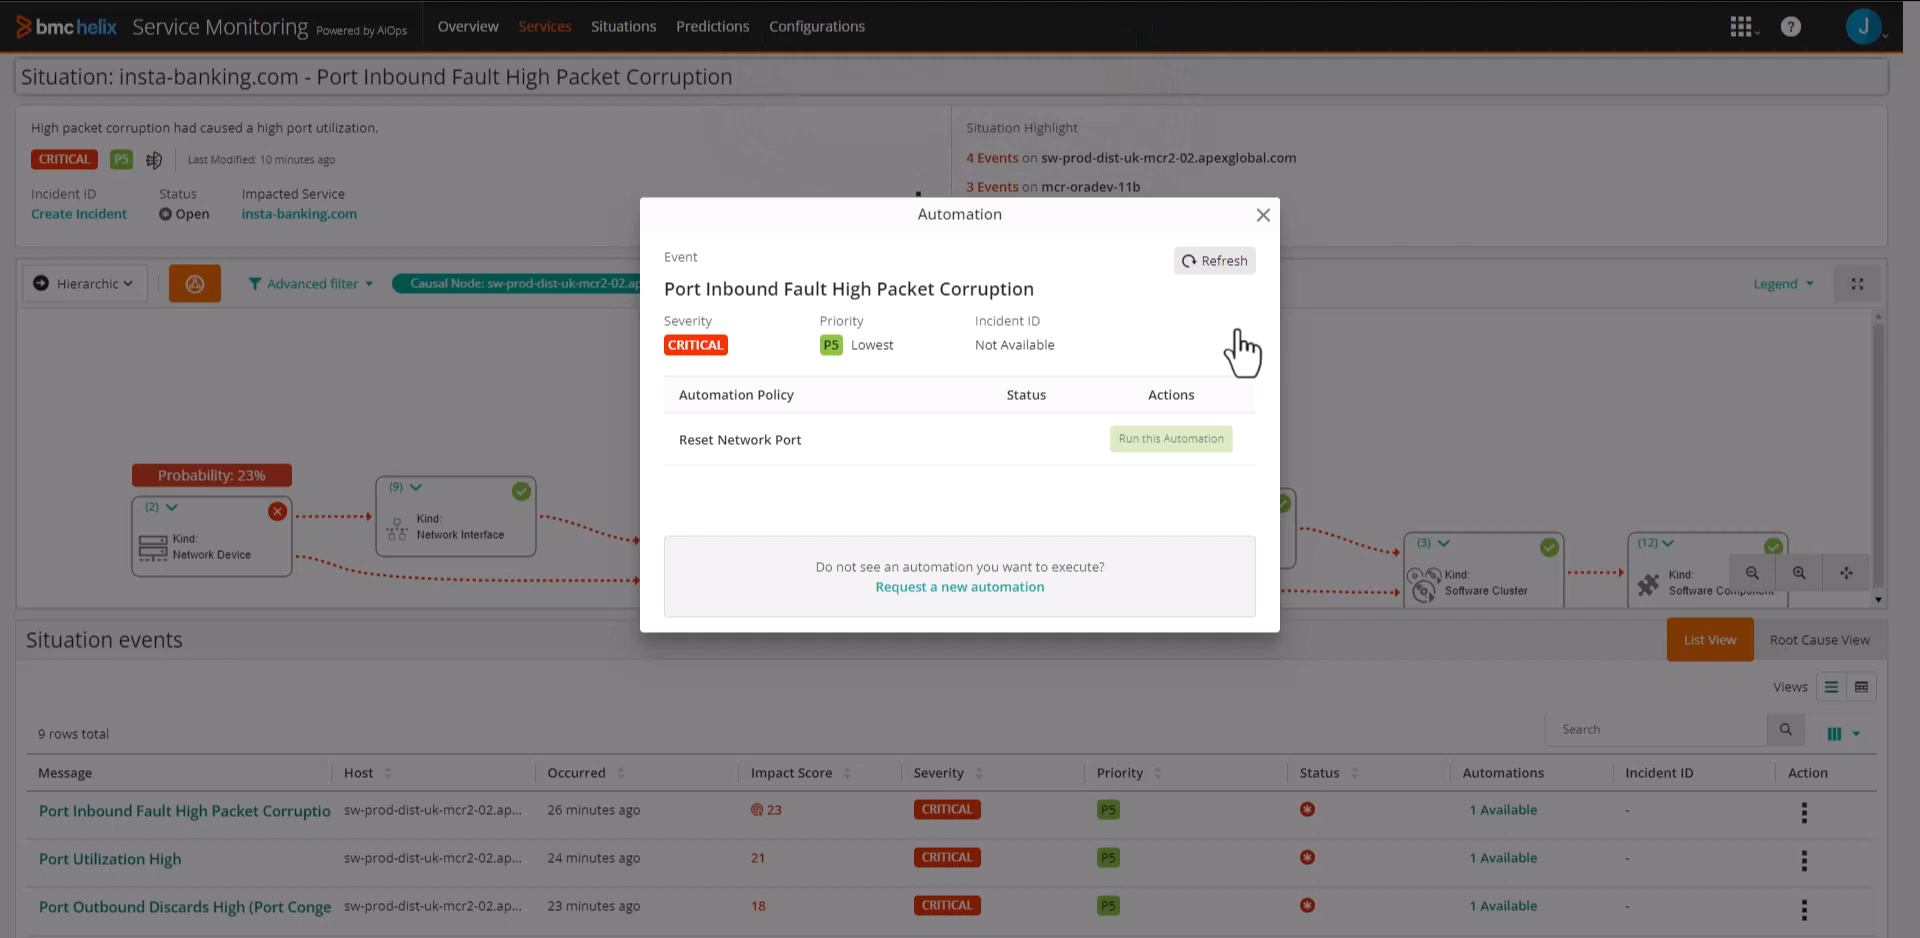 bmc helix Service Monitoring Powered by AIOps Overview Services Situations Predictions Configurations ? J
Situation: insta-banking.com - Port Inbound Fault High Packet Corruption
High packet corruption had caused a high port utilization.
CRITICAL P5 Last Modified: 10 minutes ago
Incident ID Status Impacted Service
Create Incident Open insta-banking.com
Situation Highlight
4 Events on sw-prod-dist-uk-mcr2-02.apexglobal.com
3 Events on mcr-oradev-11b
Automation
Event
Refresh
Port Inbound Fault High Packet Corruption
Severity Priority Incident ID
CRITICAL P5 Lowest Not Available
Automation Policy Status Actions
Reset Network Port Run this Automation
Do not see an automation you want to execute?
Request a new automation
Hierarchic Advanced filter Causal Node: sw-prod-dist-uk-mcr2-02.ap
Legend
Probability: 23%
(2)
Kind:
Network Device
(9)
Kind:
Network Interface
(3)
Kind:
Software Cluster
(12)
Kind:
Software
Situation events List View Root Cause View
Views
9 rows total Search
Message Host Occurred Impact Score Severity Priority Status Automations Incident ID Action
Port Inbound Fault High Packet Corruptio sw-prod-dist-uk-mcr2-02.ap... 26 minutes ago 23 CRITICAL P5 1 Available -
Port Utilization High sw-prod-dist-uk-mcr2-02.ap... 24 minutes ago 21 CRITICAL P5 1 Available -
Port Outbound Discards High (Port Conge sw-prod-dist-uk-mcr2-02.ap... 23 minutes ago 18 CRITICAL P5 1 Available -